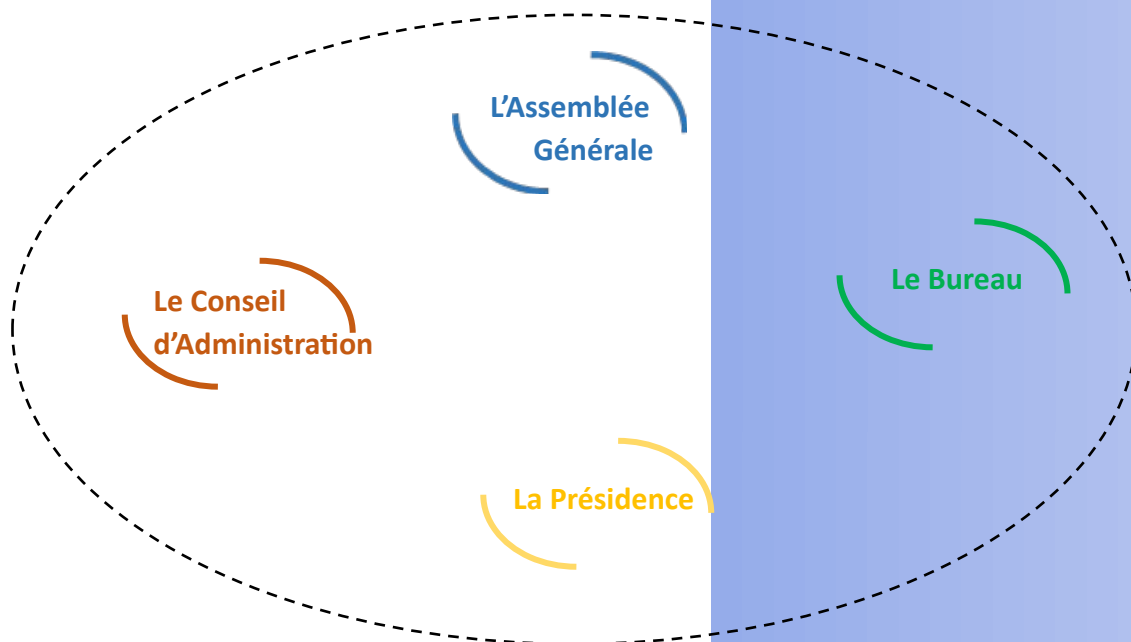 L’Assemblée
Générale
Le Bureau
Le Conseil
d’Administration
La Présidence